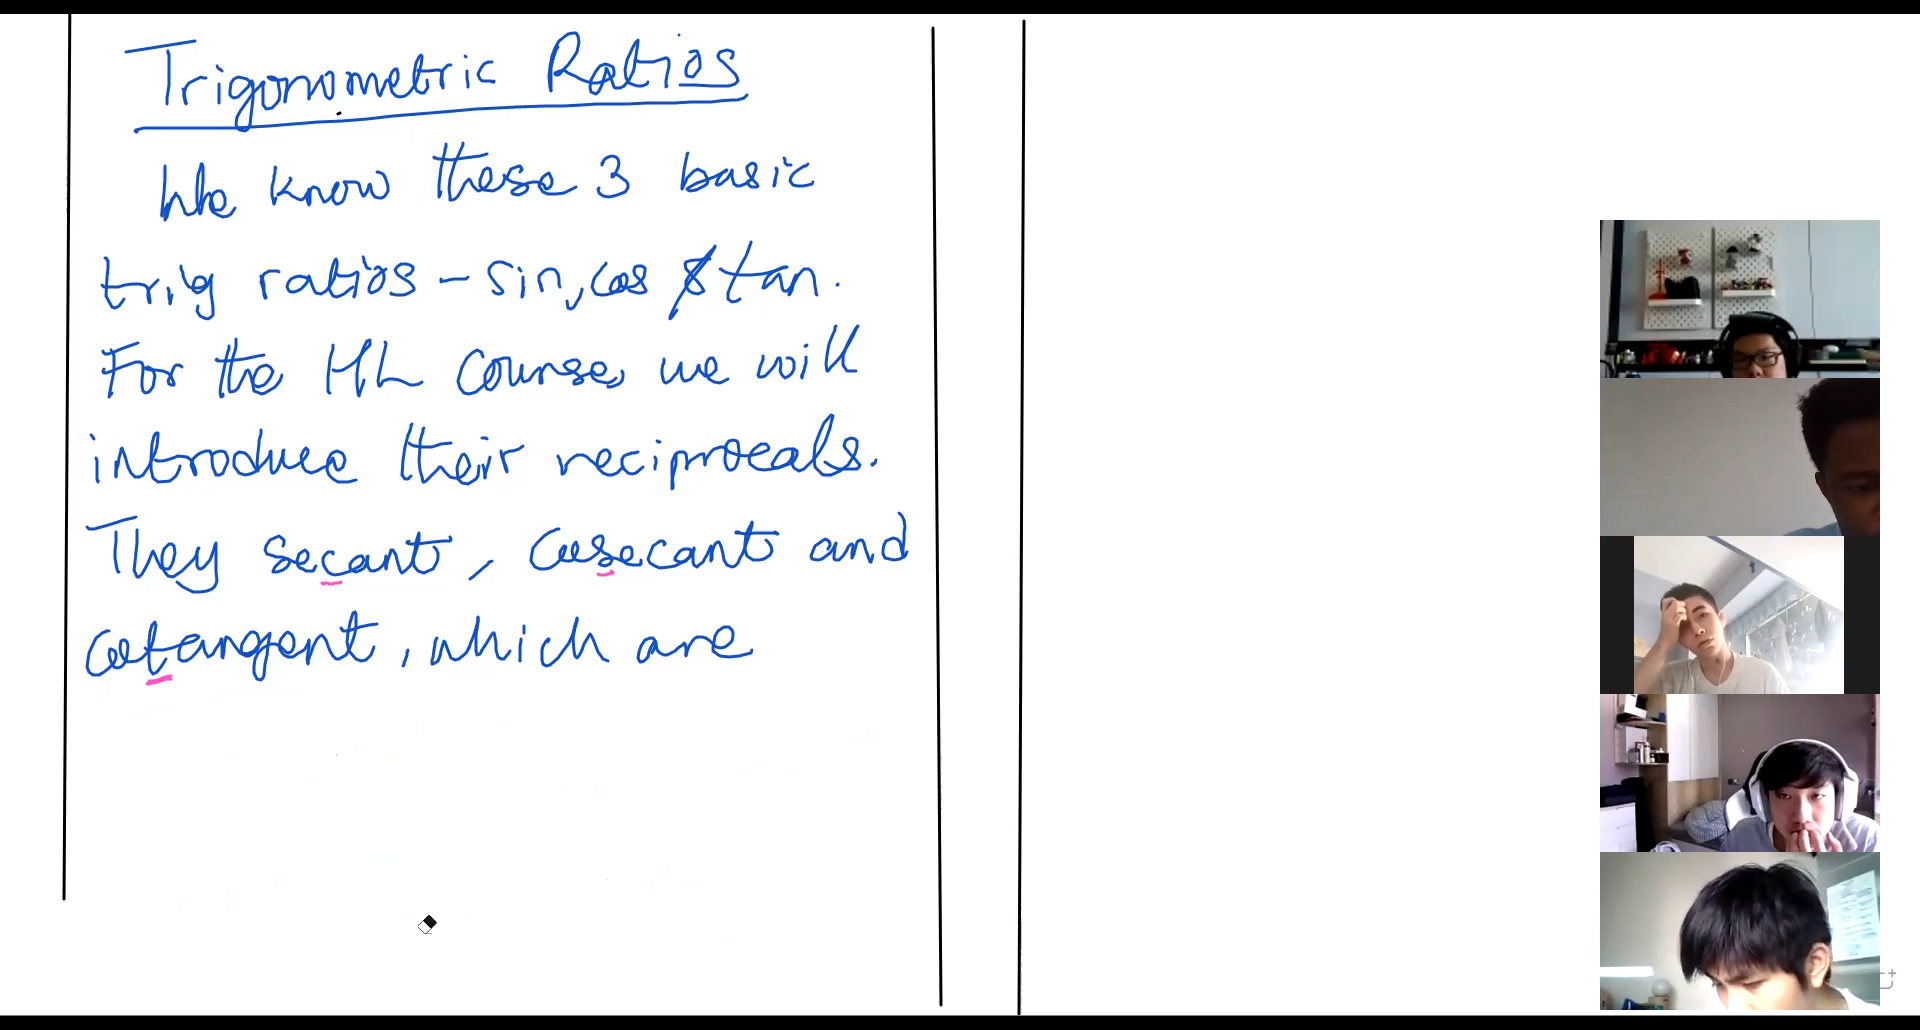 Trigonometric Ratios
We know these 3 basic
trig ratios - sin, cos & tan.
For the HL course, we will
introduce their reciprocals.
They secant, cosecant and
cotangent, which are